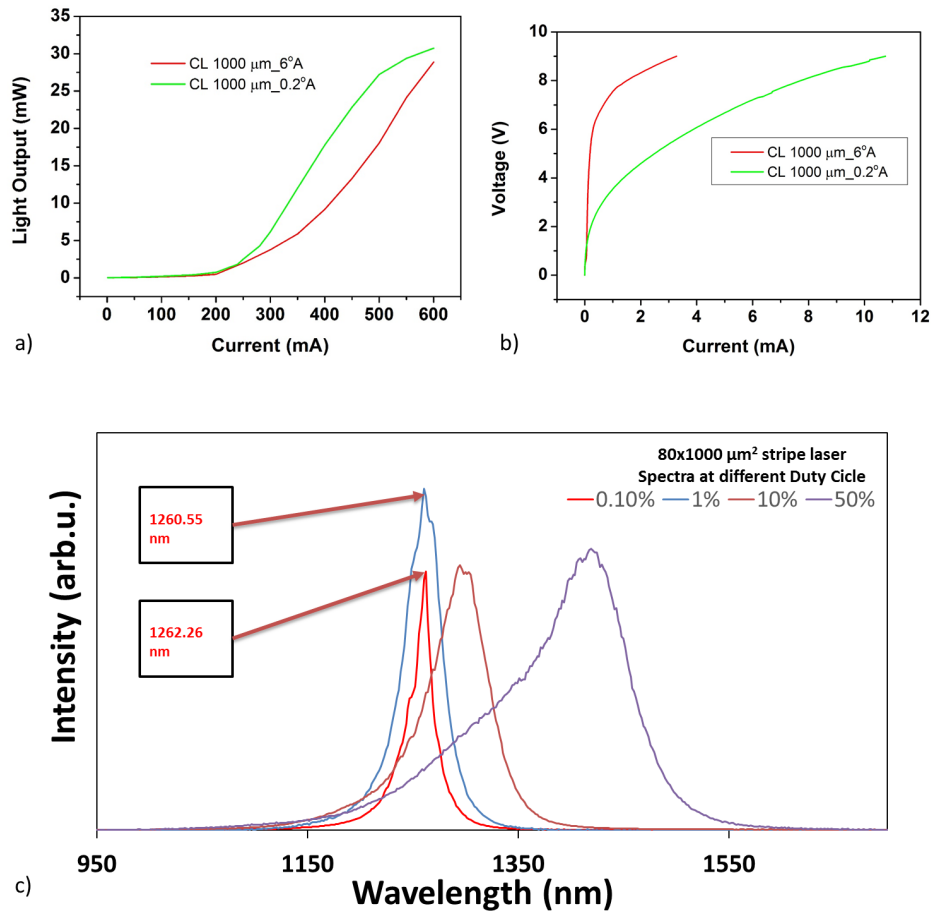 35
30
25
20
15
10
5
0
Light Output (mW)
CL 1000 μm_6°A
CL 1000 μm_0.2°A
0 100 200 300 400 500 600
Current (mA)
a)
10
8
6
4
2
0
Voltage (V)
CL 1000 μm_6°A
CL 1000 μm_0.2°A
0 2 4 6 8 10 12
Current (mA)
b)
80x1000 μm² stripe laser
Spectra at different Duty Cicle
0.10% 1% 10% 50%
1260.55
nm
1262.26
nm
Intensity (arb.u.)
950 1150 1350 1550
Wavelength (nm)
c)